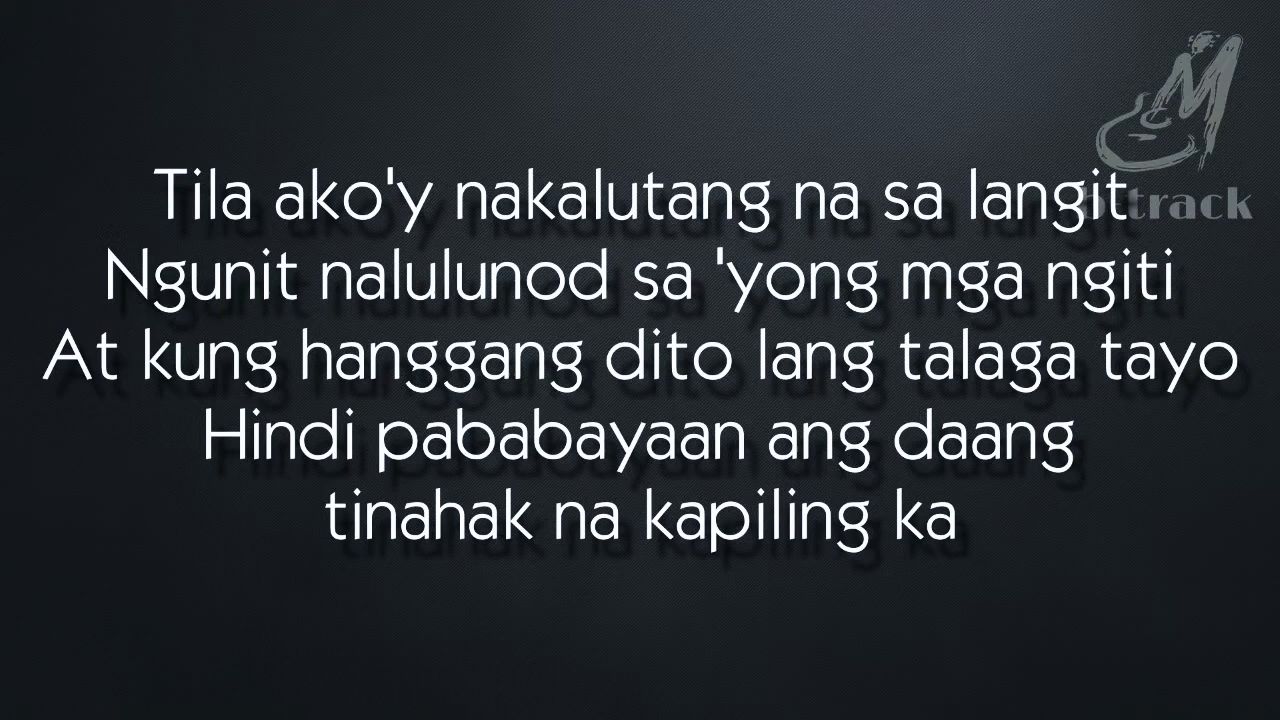 Tila ako'y nakalutang na sa langit
Ngunit nalulunod sa 'yong mga ngiti
At kung hanggang dito lang talaga tayo
Hindi pababayaan ang daang
tinahak na kapiling ka
M
track